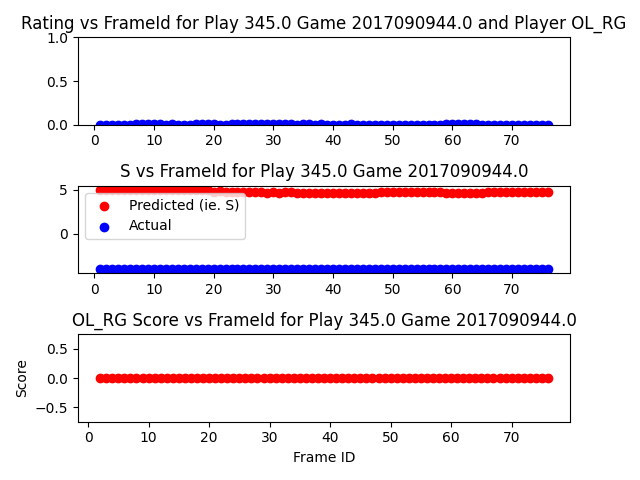 Rating vs FrameId for Play 345.0 Game 2017090944.0 and Player OL_RG
1.0
0.5
0.0
0 10 20 30 40 50 60 70
S vs FrameId for Play 345.0 Game 2017090944.0
5
Predicted (ie. S)
0
Actual
0 10 20 30 40 50 60 70
OL_RG Score vs FrameId for Play 345.0 Game 2017090944.0
0.5
0.0
−0.5
Score
0 10 20 30 40 50 60 70
Frame ID